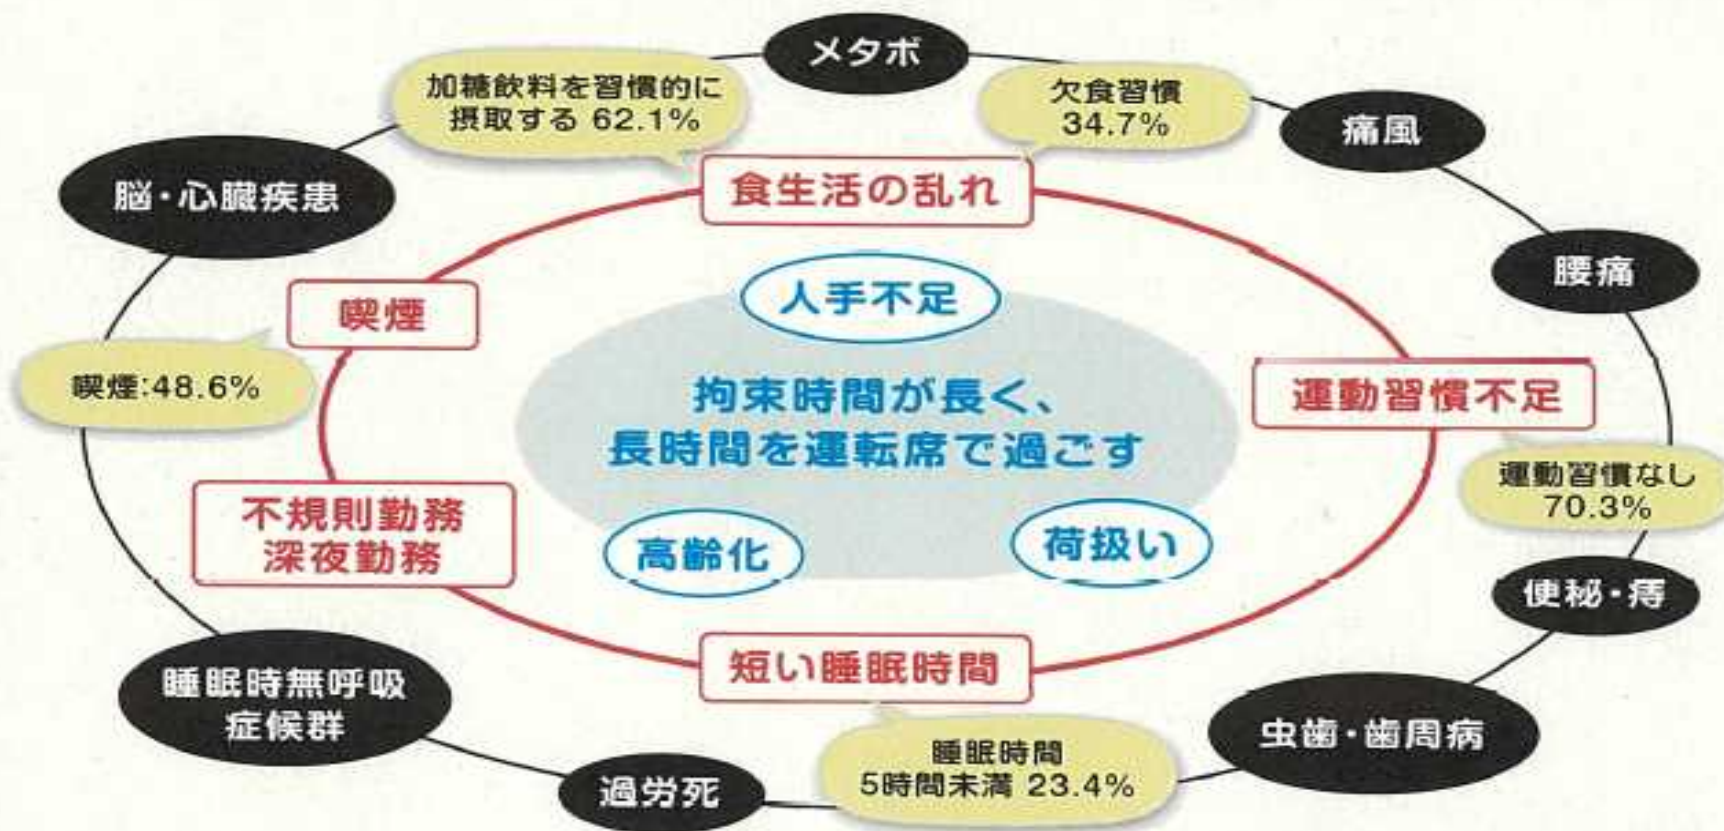 メタボ
加糖飲料を習慣的に
摂取する 62.1%
欠食習慣
34.7%
痛風
脳・心臓疾患
食生活の乱れ
腰痛
喫煙
人手不足
喫煙:48.6%
拘束時間が長く、
長時間を運転席で過ごす
運動習慣不足
運動習慣なし
70.3%
不規則勤務
深夜勤務
高齢化
荷扱い
便秘・痔
短い睡眠時間
睡眠時無呼吸
症候群
虫歯・歯周病
過労死
睡眠時間
5時間未満 23.4%